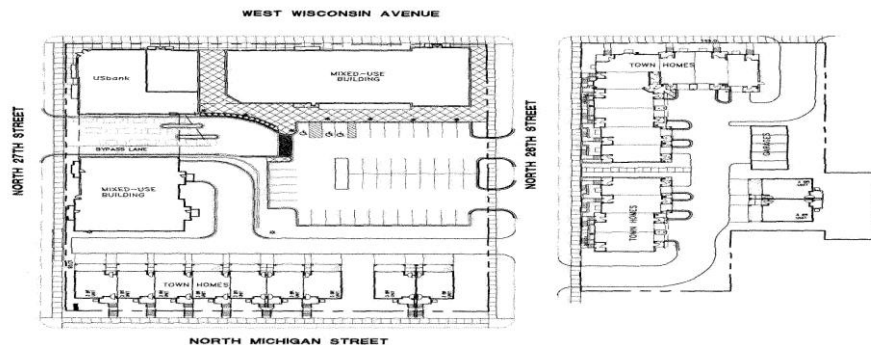 WEST WISCONSIN AVENUE
USbank
MIXED-USE
BUILDING
TOWN HOMES
NORTH 27TH STREET
NORTH 28TH STREET
BYPASS LANE
GARAGES
MIXED-USE
BUILDING
TOWN HOMES
TOWN HOMES
NORTH MICHIGAN STREET